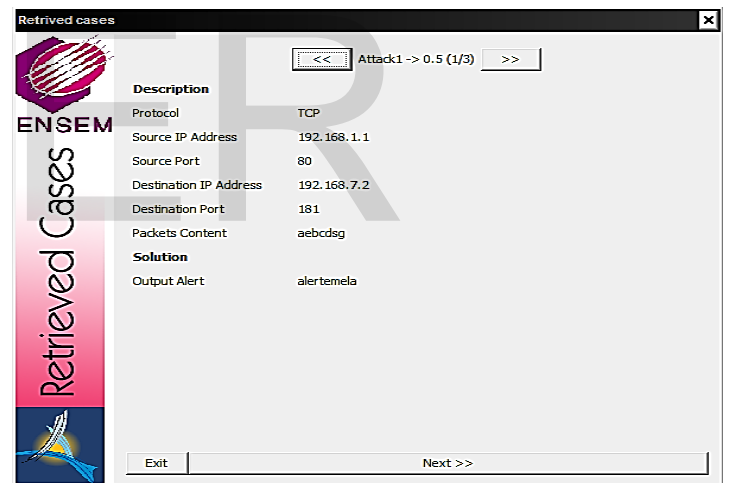 Retrived cases
<< Attack1 -> 0.5 (1/3) >>
Description
Protocol TCP
Source IP Address 192.168.1.1
Source Port 80
Destination IP Address 192.168.7.2
Destination Port 181
Packets Content aebcdsg
Solution
Output Alert alertemela
ENSEM
Retrieved Cases
ER
Exit Next >>